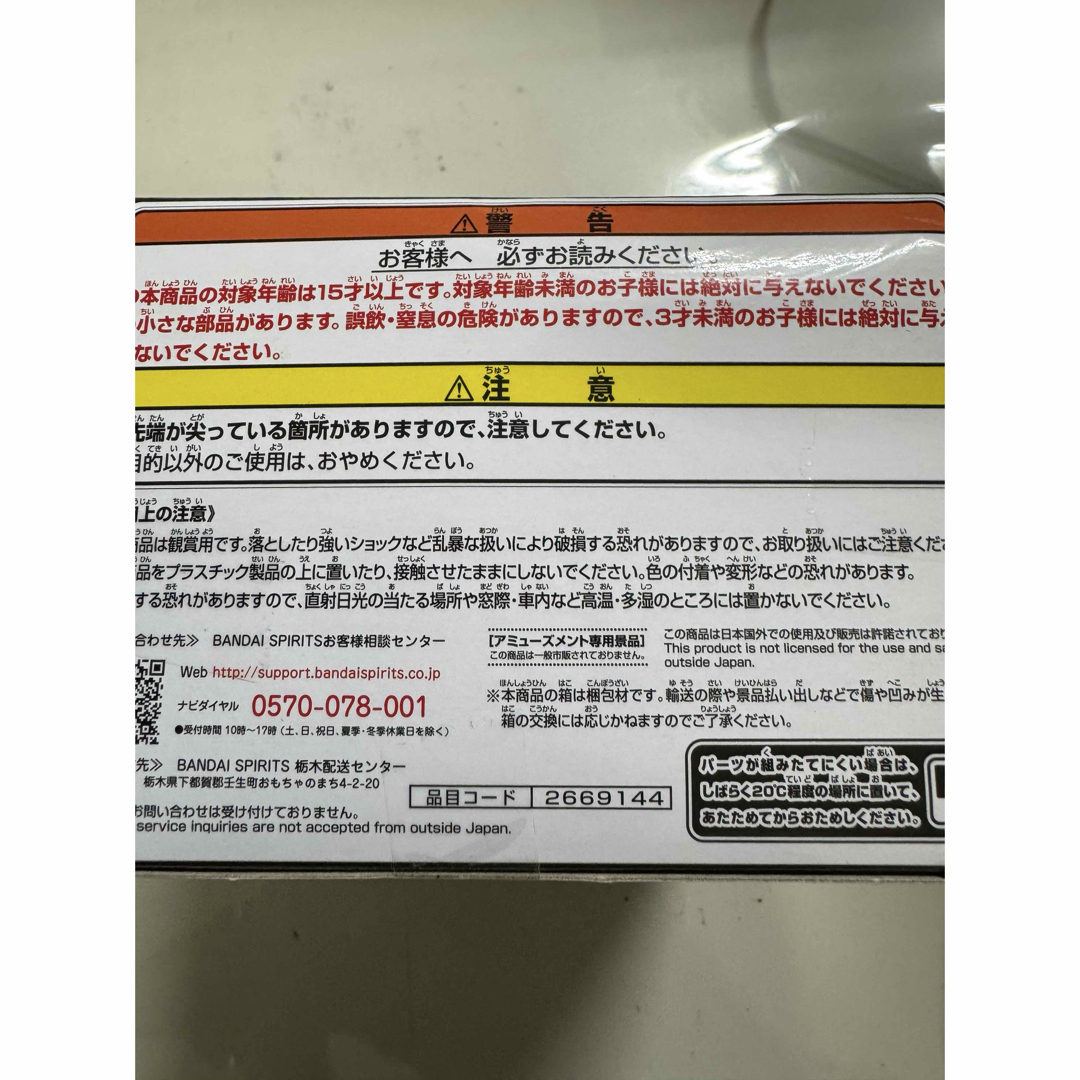 ⚠警告
お客様へ 必ずお読みください。
本商品の対象年齢は15才以上です。対象年齢未満のお子様には絶対に与えないでください
小さな部品があります。誤飲・窒息の危険がありますので、3才未満のお子様には絶対に与え
ないでください。
⚠注意
先端が尖っている箇所がありますので、注意してください。
目的以外のご使用は、おやめください。
上の注意》
商品は観賞用です。落としたり強いショックなど乱暴な扱いにより破損する恐れがありますので、お取り扱いにはご注意くだ
品をプラスチック製品の上に置いたり、接触させたままにしないでください。色の付着や変形などの恐れがあります。
する恐れがありますので、直射日光の当たる場所や窓際・車内など高温・多湿のところには置かないでください。
合わせ先》 BANDAI SPIRITSお客様相談センター
Web http://support.bandaispirits.co.jp
ナビダイヤル 0570-078-001
●受付時間 10時〜17時（土、日、祝日、夏季・冬季休業日を除く）
先》 BANDAI SPIRITS 栃木配送センター
栃木県下都賀郡壬生町おもちゃのまち4-2-20
お問い合わせは受け付けておりません。
service inquiries are not accepted from outside Japan.
【アミューズメント専用景品】
この商品は一般市販されておりません。
この商品は日本国外での使用及び販売は許諾されており
This product is not licensed for the use and sa
outside Japan.
※本商品の箱は梱包材です。輸送の際や景品払い出しなどで傷や凹みが生
箱の交換には応じかねますのでご了承ください。
品目コード 2669144
パーツが組みたてにくい場合は、
しばらく20℃程度の場所に置いて、
あたためてからおためしください。